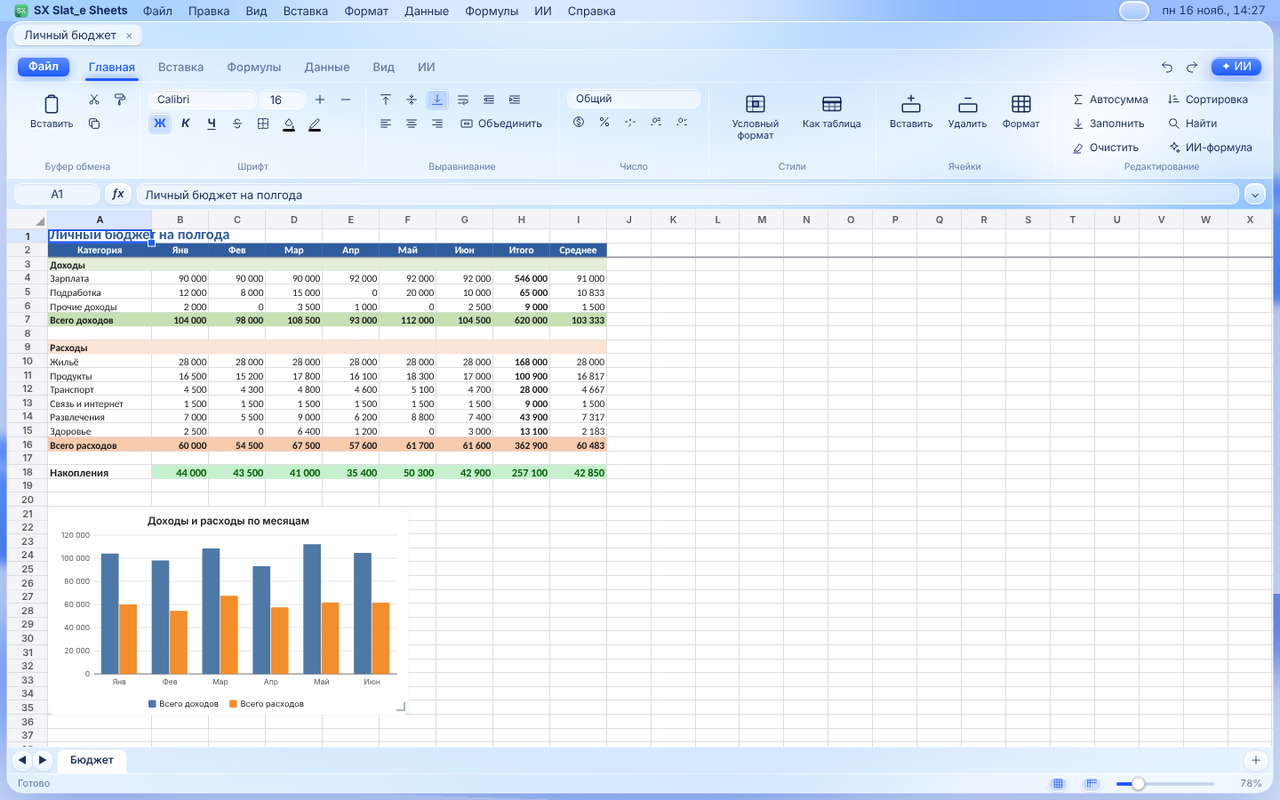 SX SX Slat_e Sheets Файл Правка Вид Вставка Формат Данные Формулы ИИ Справка пн 16 нояб., 14:27
Личный бюджет ×
Файл Главная Вставка Формулы Данные Вид ИИ ✦ ИИ
Calibri 16 Общий Автосумма Сортировка
Вставить Ж К Ч S Объединить Условный формат Как таблица Вставить Удалить Формат Заполнить Найти
Очистить ИИ-формула
Буфер обмена Шрифт Выравнивание Число Стили Ячейки Редактирование
A1 fx Личный бюджет на полгода
A B C D E F G H I J K L M N O P Q R S T U V W X
1 Личный бюджет на полгода
2 Категория Янв Фев Мар Апр Май Июн Итого Среднее
3 Доходы
4 Зарплата 90 000 90 000 90 000 92 000 92 000 92 000 546 000 91 000
5 Подработка 12 000 8 000 15 000 0 20 000 10 000 65 000 10 833
6 Прочие доходы 2 000 0 3 500 1 000 0 2 500 9 000 1 500
7 Всего доходов 104 000 98 000 108 500 93 000 112 000 104 500 620 000 103 333
8
9 Расходы
10 Жильё 28 000 28 000 28 000 28 000 28 000 28 000 168 000 28 000
11 Продукты 16 500 15 200 17 800 16 100 18 300 17 000 100 900 16 817
12 Транспорт 4 500 4 300 4 800 4 600 5 100 4 700 28 000 4 667
13 Связь и интернет 1 500 1 500 1 500 1 500 1 500 1 500 9 000 1 500
14 Развлечения 7 000 5 500 9 000 6 200 8 800 7 400 43 900 7 317
15 Здоровье 2 500 0 6 400 1 200 0 3 000 13 100 2 183
16 Всего расходов 60 000 54 500 67 500 57 600 61 700 61 600 362 900 60 483
17
18 Накопления 44 000 43 500 41 000 35 400 50 300 42 900 257 100 42 850
19
20
21
22
23
24
25
26
27
28
29
30
31
32
33
34
35
36
37
Доходы и расходы по месяцам
120 000
100 000
80 000
60 000
40 000
20 000
0
Янв Фев Мар Апр Май Июн
Всего доходов Всего расходов
Бюджет
Готово 78%